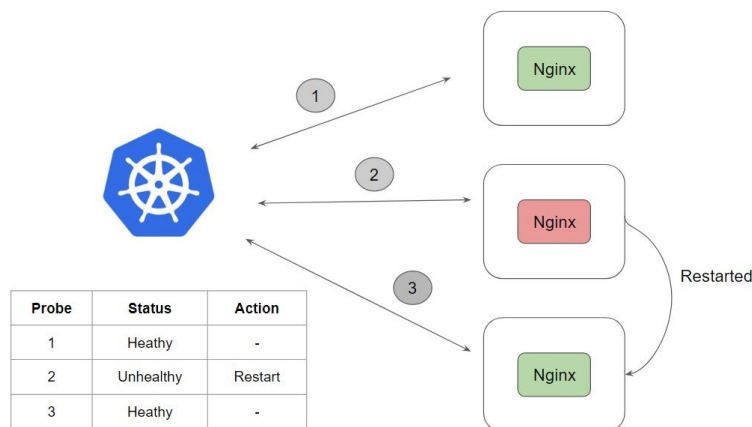 Nginx
1
2
Nginx
Restarted
3
Nginx
Probe Status Action
1 Heathy -
2 Unhealthy Restart
3 Heathy -